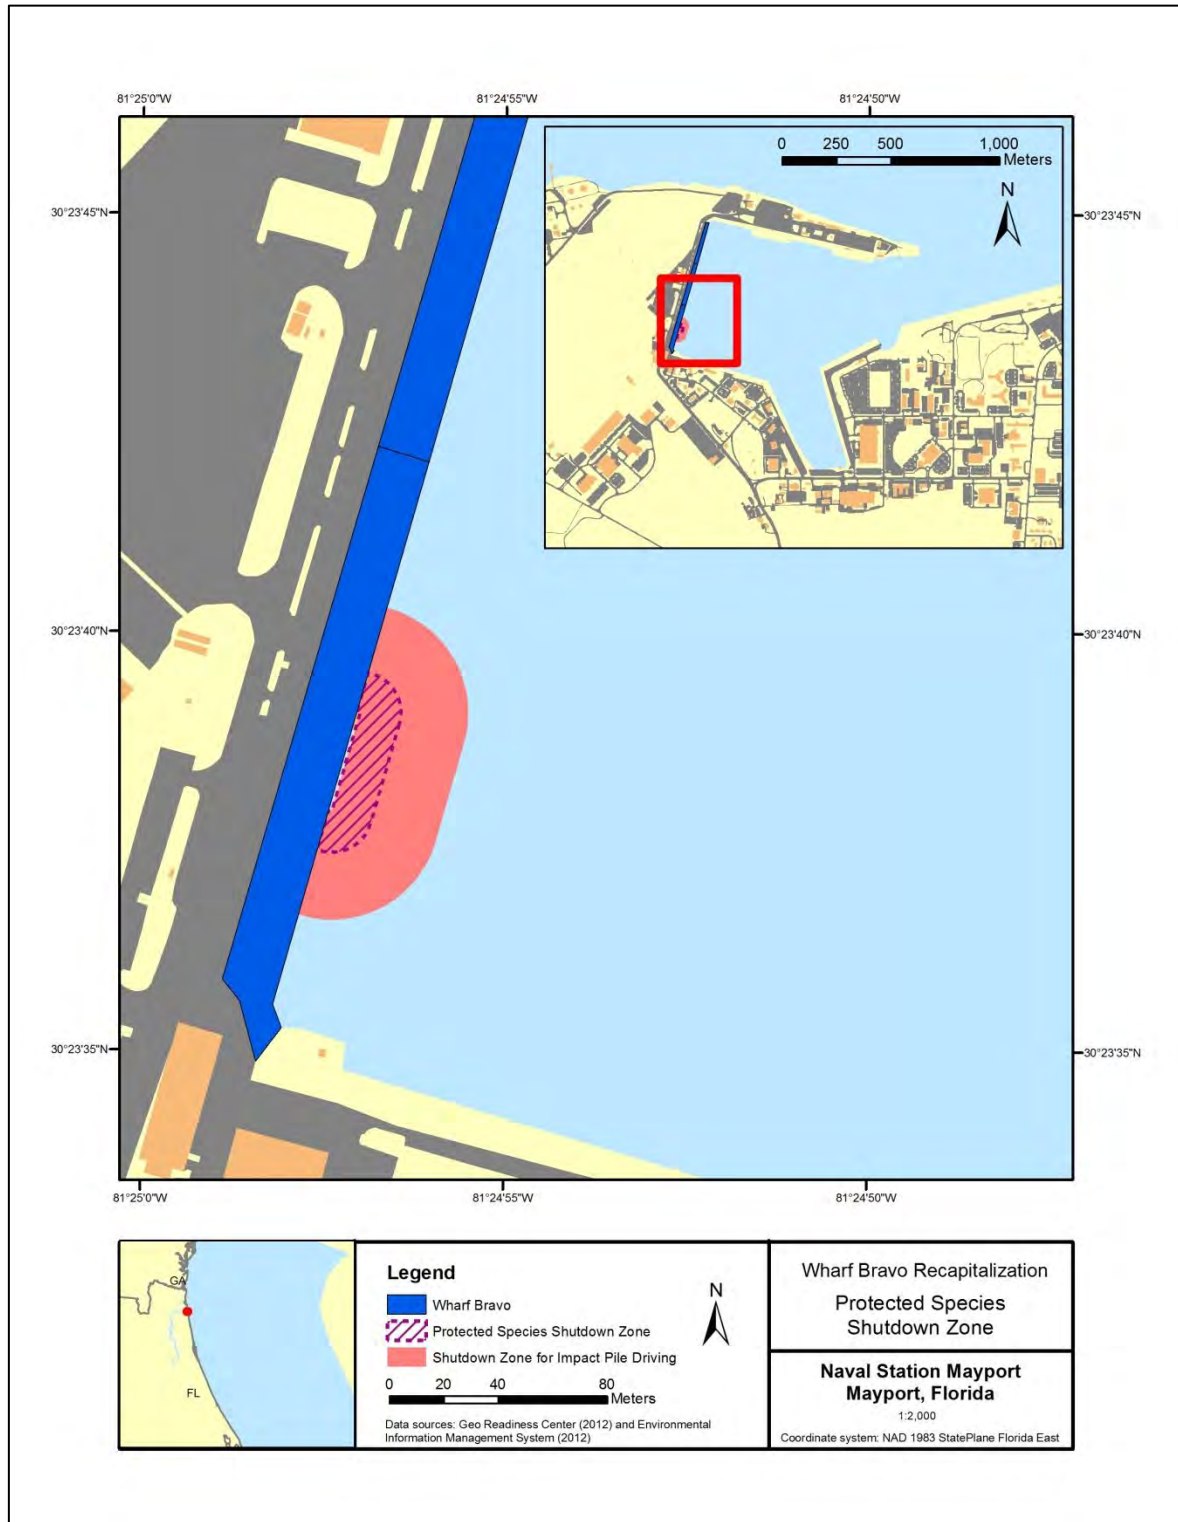 81°25'0"W
81°24'55"W
81°24'50"W
0 250 500 1,000
Meters
N
30°23'45"N
30°23'45"N
30°23'40"N
30°23'40"N
30°23'35"N
30°23'35"N
81°25'0"W
81°24'55"W
81°24'50"W
GA
FL
Legend
Wharf Bravo
Protected Species Shutdown Zone
Shutdown Zone for Impact Pile Driving
0 20 40 80
Meters
N
Data sources: Geo Readiness Center (2012) and Environmental
Information Management System (2012)
Wharf Bravo Recapitalization
Protected Species
Shutdown Zone
Naval Station Mayport
Mayport, Florida
1:2,000
Coordinate system: NAD 1983 StatePlane Florida East